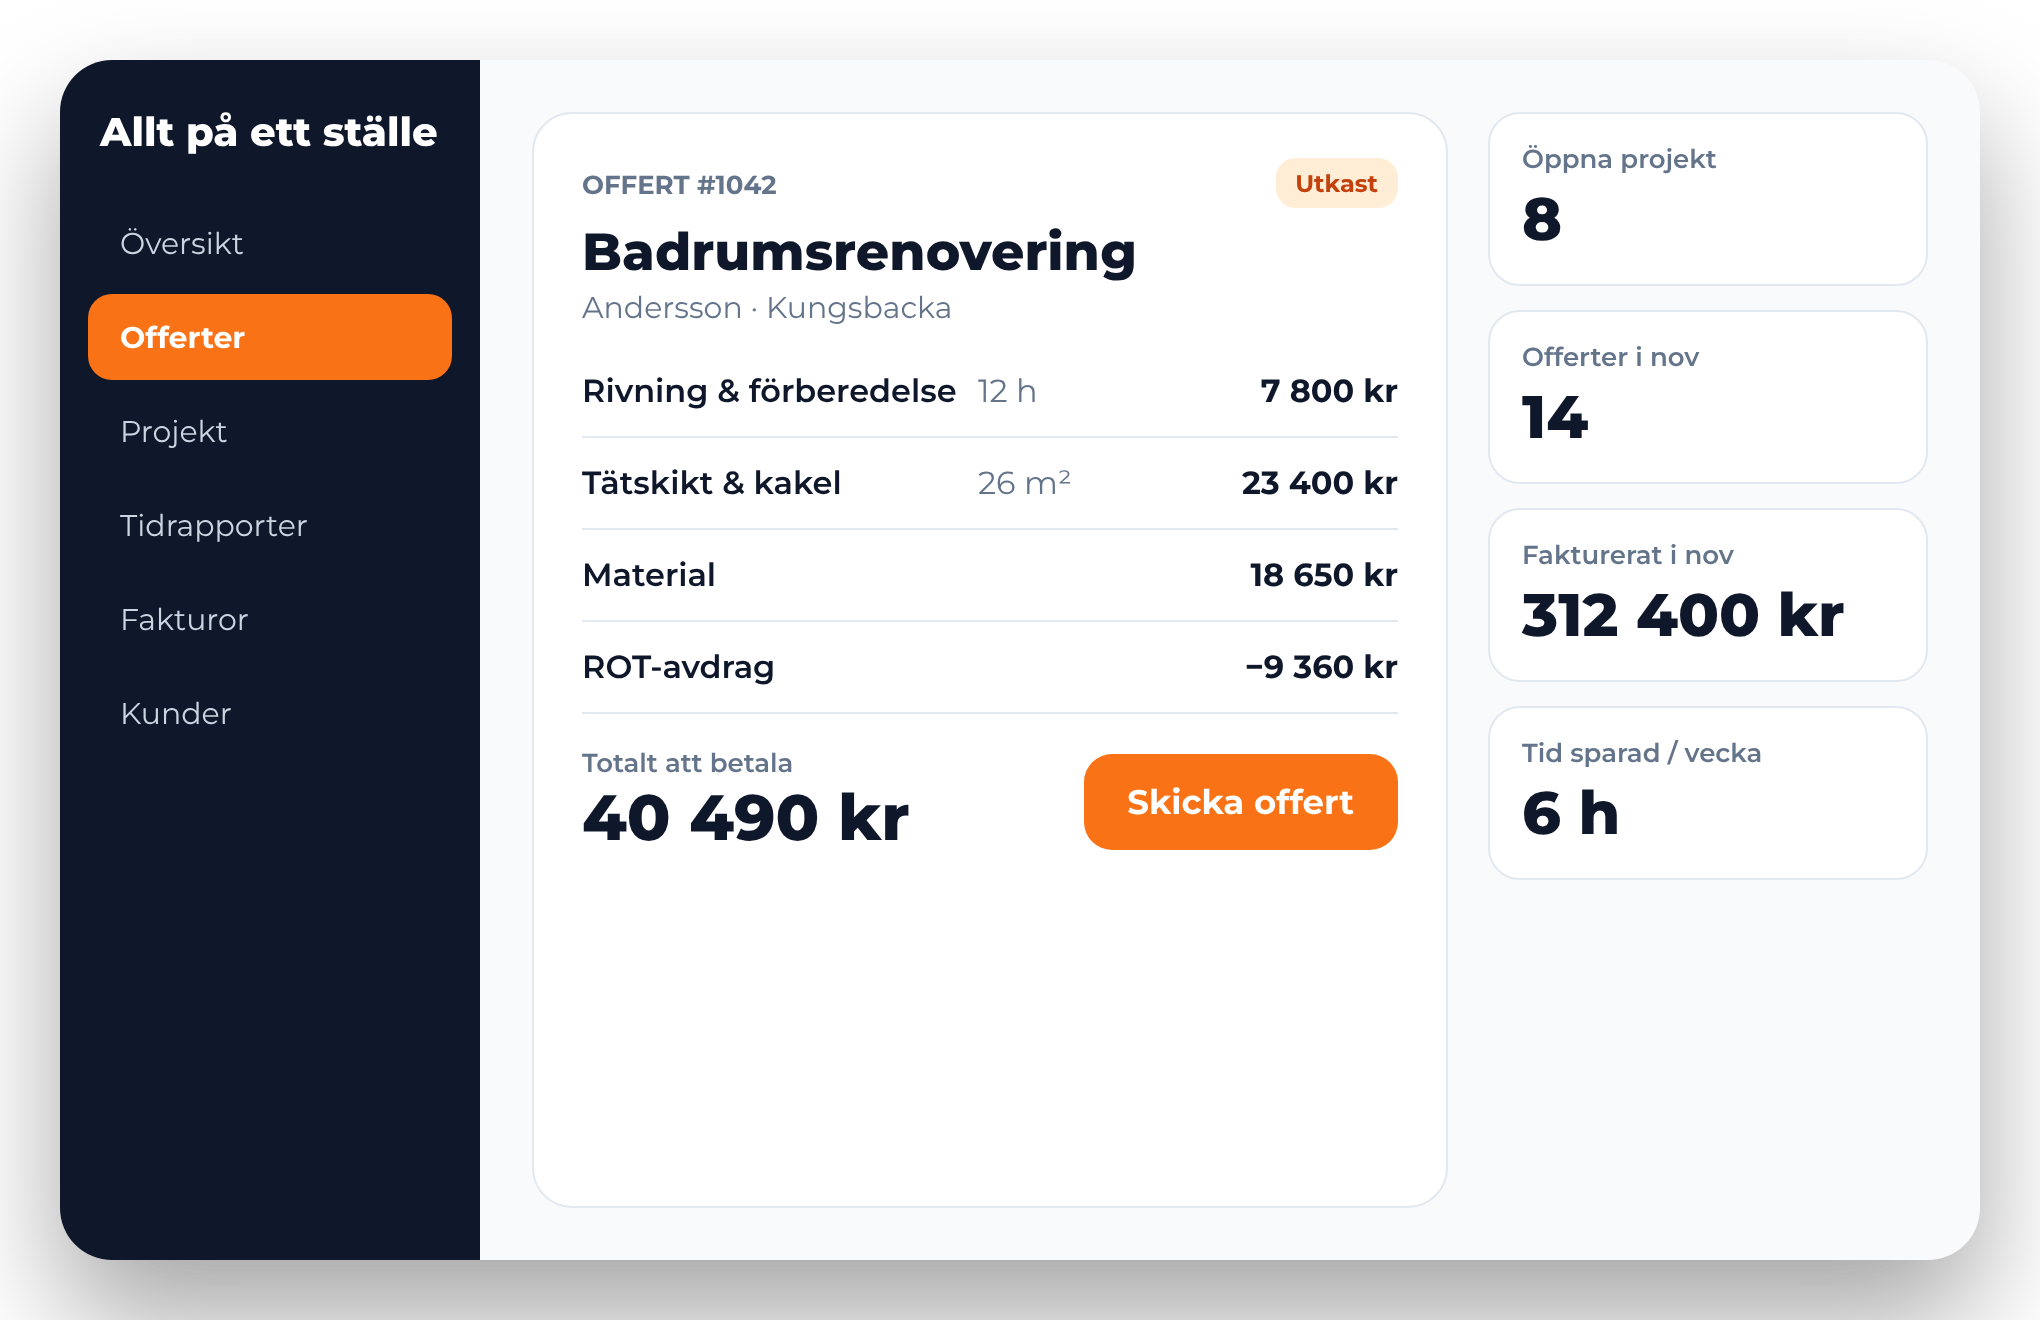 Allt på ett ställe
Översikt
Offerter
Projekt
Tidrapporter
Fakturor
Kunder
OFFERT #1042
Utkast
Badrumsrenovering
Andersson · Kungsbacka
Rivning & förberedelse 12 h 7 800 kr
Tätskikt & kakel 26 m² 23 400 kr
Material 18 650 kr
ROT-avdrag −9 360 kr
Totalt att betala
40 490 kr
Skicka offert
Öppna projekt
8
Offerter i nov
14
Fakturerat i nov
312 400 kr
Tid sparad / vecka
6 h